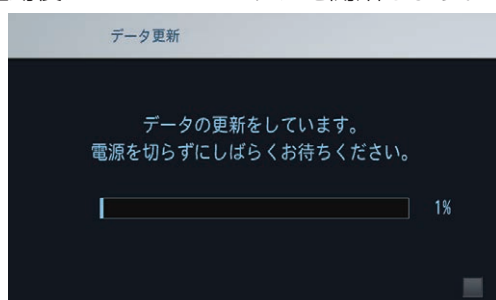 データ更新
データの更新をしています。
電源を切らずにしばらくお待ちください。
1%